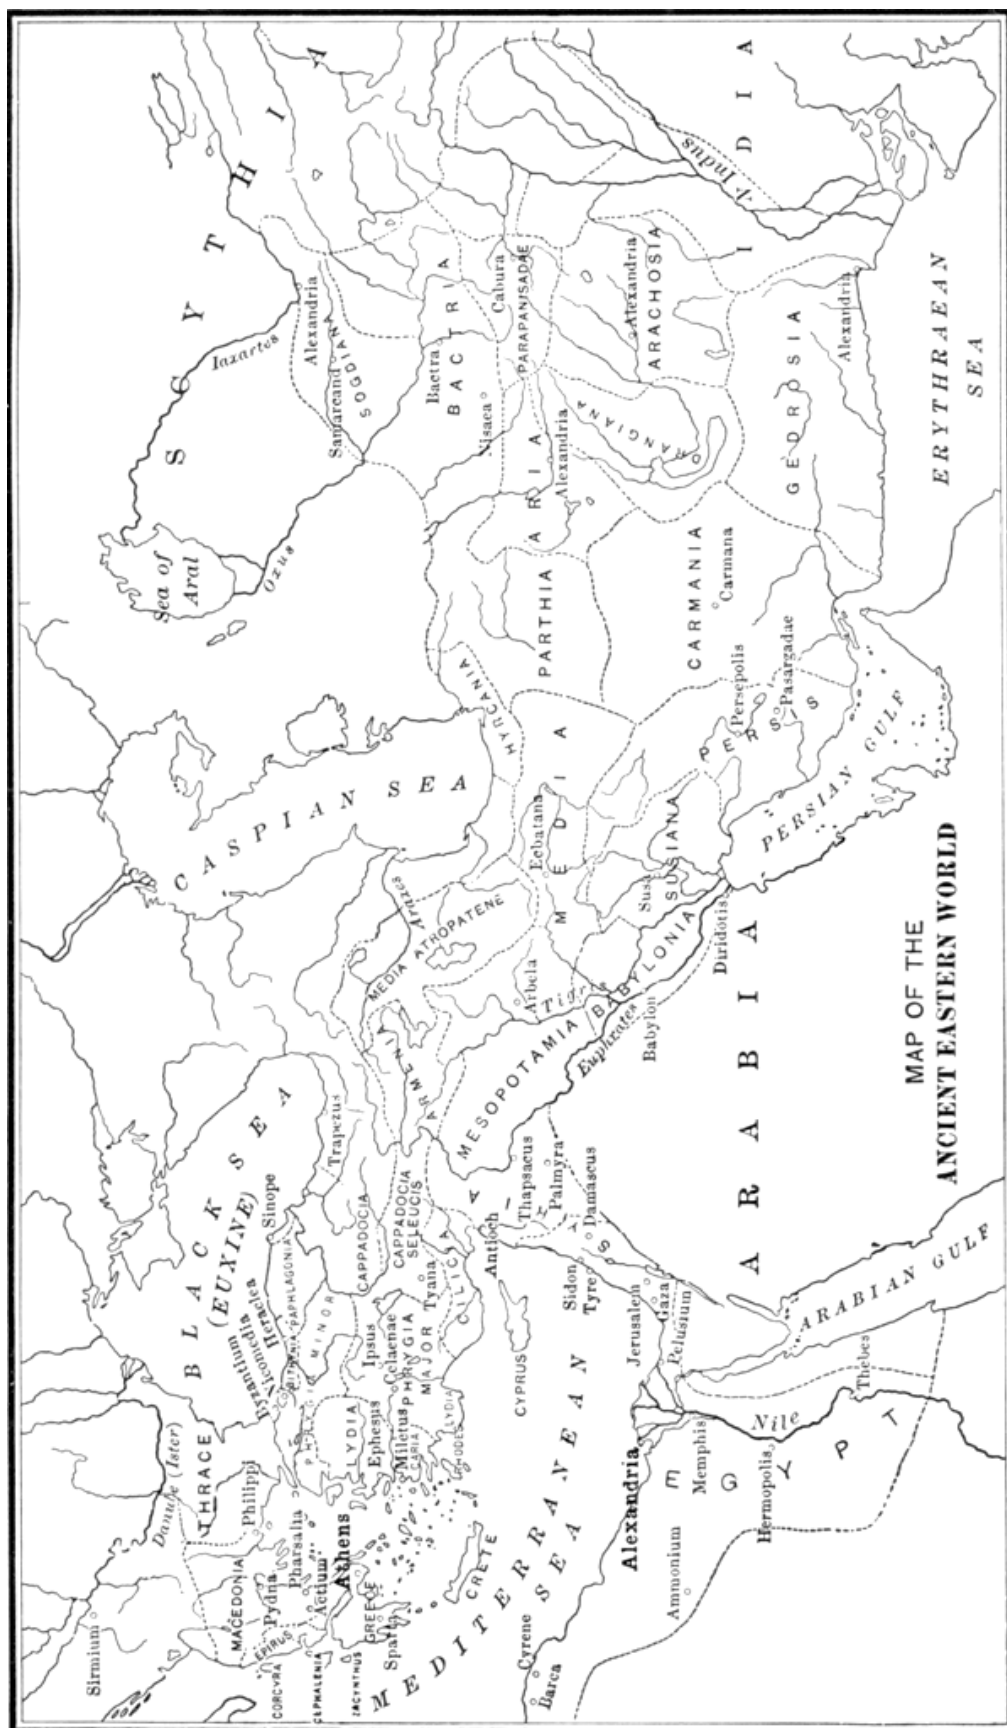 MAP OF THE
ANCIENT EASTERN WORLD
SCYTHIA
Sea of
Aral
Iaxartes
Oxus
Alexandria
Samarcand
SOGDIANA
Bactra
BACTRIA
Nisaea
Cabura
PARAPANISADAE
ARIA
Alexandria
DRANGIANA
Alexandria
ARACHOSIA
R. Indus
INDIA
GEDROSIA
Alexandria
ERYTHRAEAN
SEA
CASPIAN SEA
HYRCANIA
PARTHIA
CARMANIA
Carmana
Persepolis
Pasargadae
PERSIS
PERSIAN GULF
MEDIA
Ecbatana
SUSIANA
Susa
MEDIA ATROPATENE
Araxes
Arbela
Tigris
BABYLONIA
Babylon
Diridotis
Euphrates
MESOPOTAMIA
ARMENIA
ARABIA
BLACK SEA
(EUXINE)
Trapezus
Sinope
Heraclea
Nicomedia
Byzantium
BITHYNIA
PAPHLAGONIA
CAPPADOCIA
CAPPADOCIA
SELEUCIS
PHRYGIA MINOR
PHRYGIA
MAJOR
LYDIA
Ipsus
Celaenae
Ephesus
Miletus
CARIA
LYDIA
RHODES
Tyana
CILICIA
Antioch
SYRIA
Thapsacus
Palmyra
Damascus
Sidon
Tyre
Jerusalem
Gaza
Pelusium
CYPRUS
ARABIAN GULF
Danube (Ister)
THRACE
Sirmium
MACEDONIA
Philippi
Pydna
Pharsalia
Actium
EPIRUS
CORCYRA
CEPHALENIA
ZACYNTHUS
Athens
GREECE
Sparta
CRETE
MEDITERRANEAN
SEA
Cyrene
Barca
Alexandria
Ammonium
Memphis
EGYPT
Hermopolis
Nile
Thebes